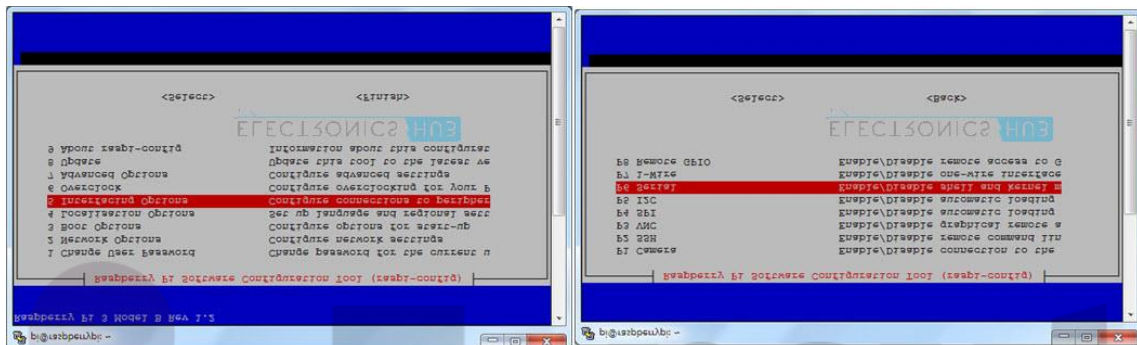 pi@raspberrypi: ~
Raspberry Pi 3 Model B Rev 1.2
Raspberry Pi Software Configuration Tool (raspi-config)
1 Change User Password Change password for the current u
2 Network Options Configure network settings
3 Boot Options Configure options for start-up
4 Localisation Options Set up language and regional sett
5 Interfacing Options Configure connections to peripher
6 Overclock Configure overclocking for your P
7 Advanced Options Configure advanced settings
8 Update Update this tool to the latest ve
9 About raspi-config Information about this configurat
ELECTRONICS HUB
<Select> <Finish>
pi@raspberrypi: ~
Raspberry Pi Software Configuration Tool (raspi-config)
P1 Camera Enable/Disable connection to the
P2 SSH Enable/Disable remote command lin
P3 VNC Enable/Disable graphical remote a
P4 SPI Enable/Disable automatic loading
P5 I2C Enable/Disable automatic loading
P6 Serial Enable/Disable shell and kernel m
P7 1-Wire Enable/Disable one-wire interface
P8 Remote GPIO Enable/Disable remote access to G
ELECTRONICS HUB
<Select> <Back>